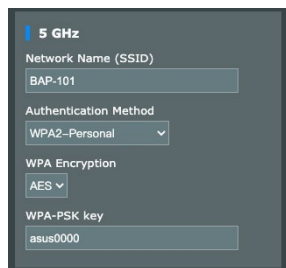 5 GHz
Network Name (SSID)
BAP-101
Authentication Method
WPA2-Personal
WPA Encryption
AES
WPA-PSK key
asus0000